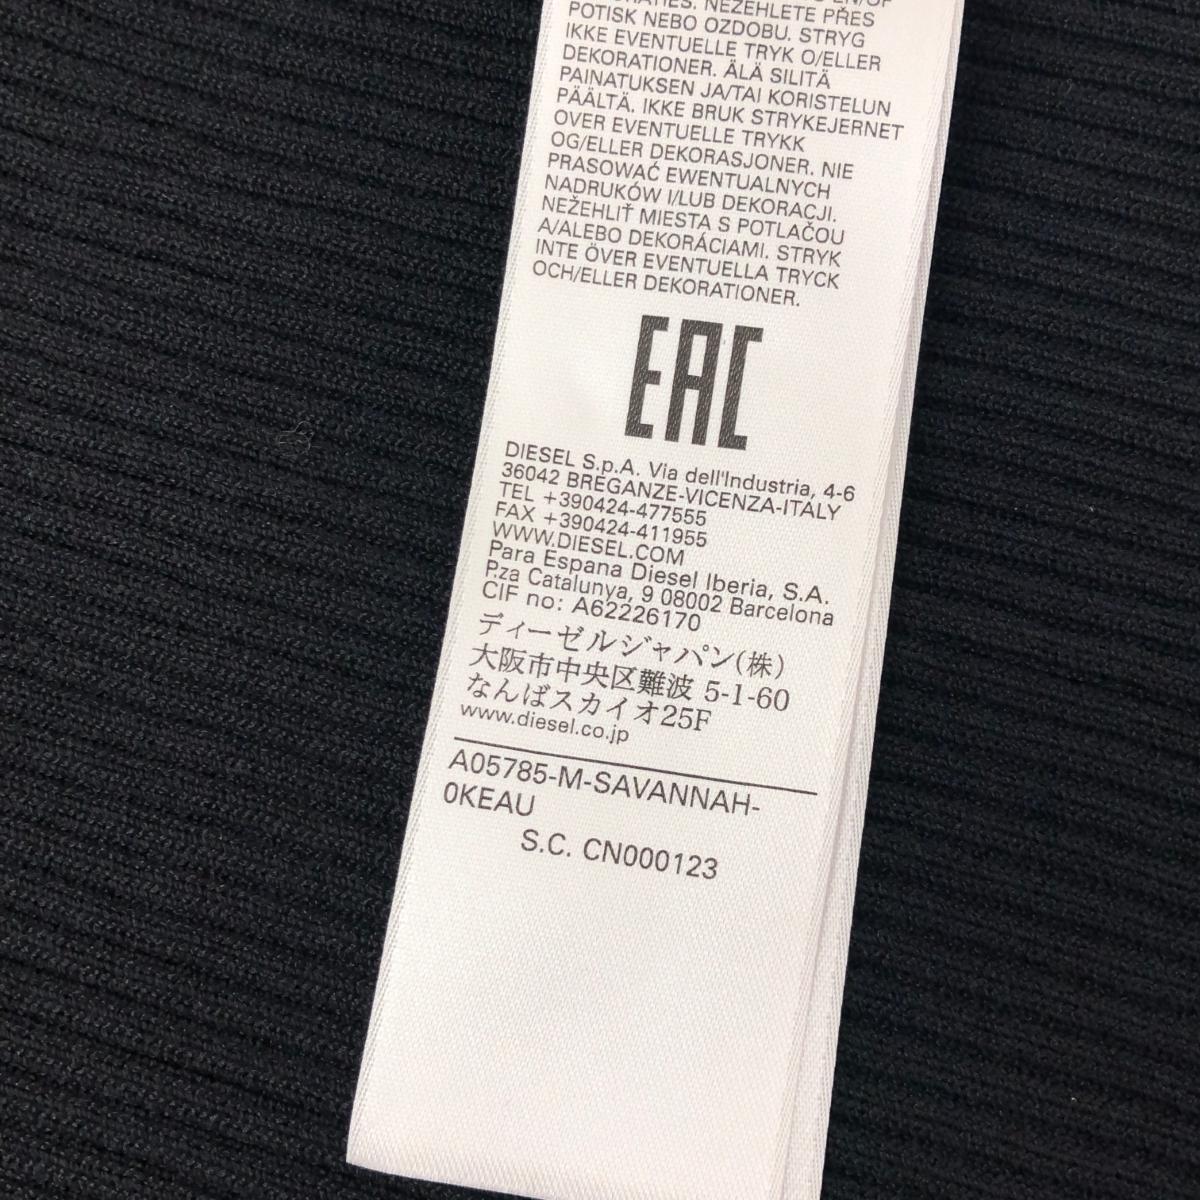 NEŽEHLETE PŘES
POTISK NEBO OZDOBU. STRYG
IKKE EVENTUELLE TRYK O/ELLER
DEKORATIONER. ÄLÄ SILITÄ
PAINATUKSEN JA/TAI KORISTELUN
PÄÄLTÄ. IKKE BRUK STRYKEJERNET
OVER EVENTUELLE TRYKK
OG/ELLER DEKORASJONER. NIE
PRASOWAĆ EWENTUALNYCH
NADRUKÓW I/LUB DEKORACJI.
NEŽEHLIŤ MIESTA S POTLAČOU
A/ALEBO DEKORÁCIAMI. STRYK
INTE ÖVER EVENTUELLA TRYCK
OCH/ELLER DEKORATIONER.
EAC
DIESEL S.p.A. Via dell'Industria, 4-6
36042 BREGANZE-VICENZA-ITALY
TEL +390424-477555
FAX +390424-411955
WWW.DIESEL.COM
Para Espana Diesel Iberia, S.A.
P.za Catalunya, 9 08002 Barcelona
CIF no: A62226170
ディーゼルジャパン(株)
大阪市中央区難波 5-1-60
なんばスカイオ25F
www.diesel.co.jp
A05785-M-SAVANNAH-
0KEAU
S.C. CN000123